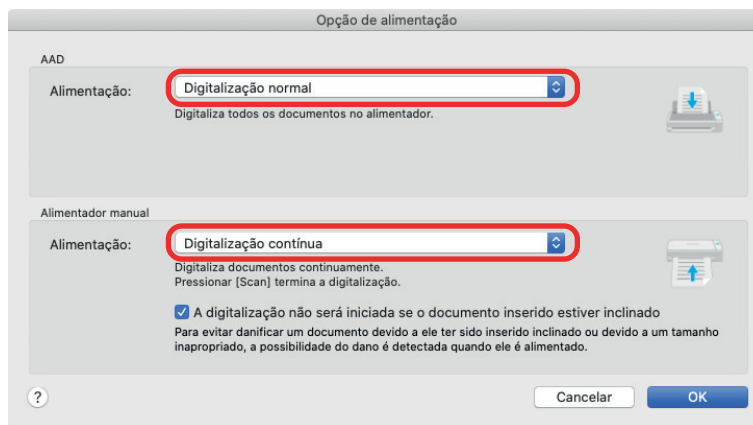 Opção de alimentação
AAD
Alimentação:
Digitalização normal
Digitaliza todos os documentos no alimentador.
Alimentador manual
Alimentação:
Digitalização contínua
Digitaliza documentos continuamente.
Pressionar [Scan] termina a digitalização.
A digitalização não será iniciada se o documento inserido estiver inclinado
Para evitar danificar um documento devido a ele ter sido inserido inclinado ou devido a um tamanho
inapropriado, a possibilidade do dano é detectada quando ele é alimentado.
?
Cancelar
OK